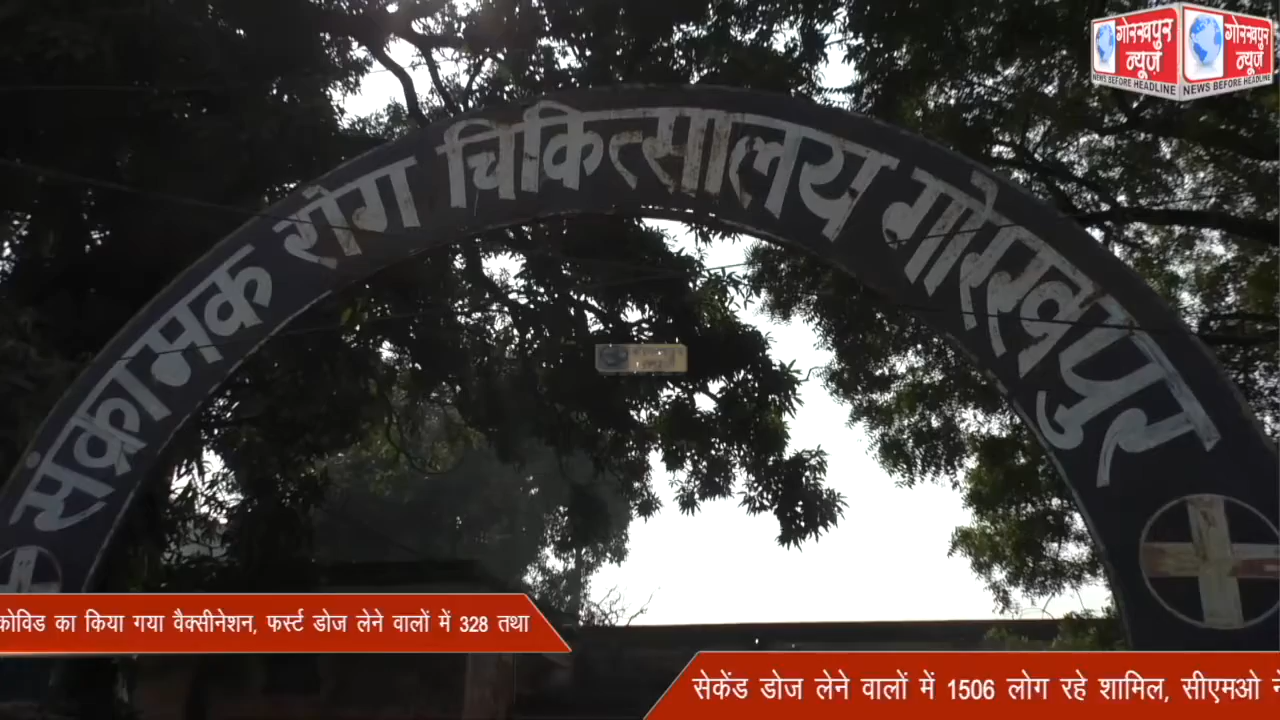 गोरखपुर
न्यूज़
NEWS BEFORE HEADLINE
गोरखपुर
न्यूज़
NEWS BEFORE HEADLINE
संक्रामक रोग चिकित्सालय गोरखपुर
कोविड का किया गया वैक्सीनेशन, फर्स्ट डोज लेने वालों में 328 तथा
सेकेंड डोज लेने वालों में 1506 लोग रहे शामिल, सीएमओ ने